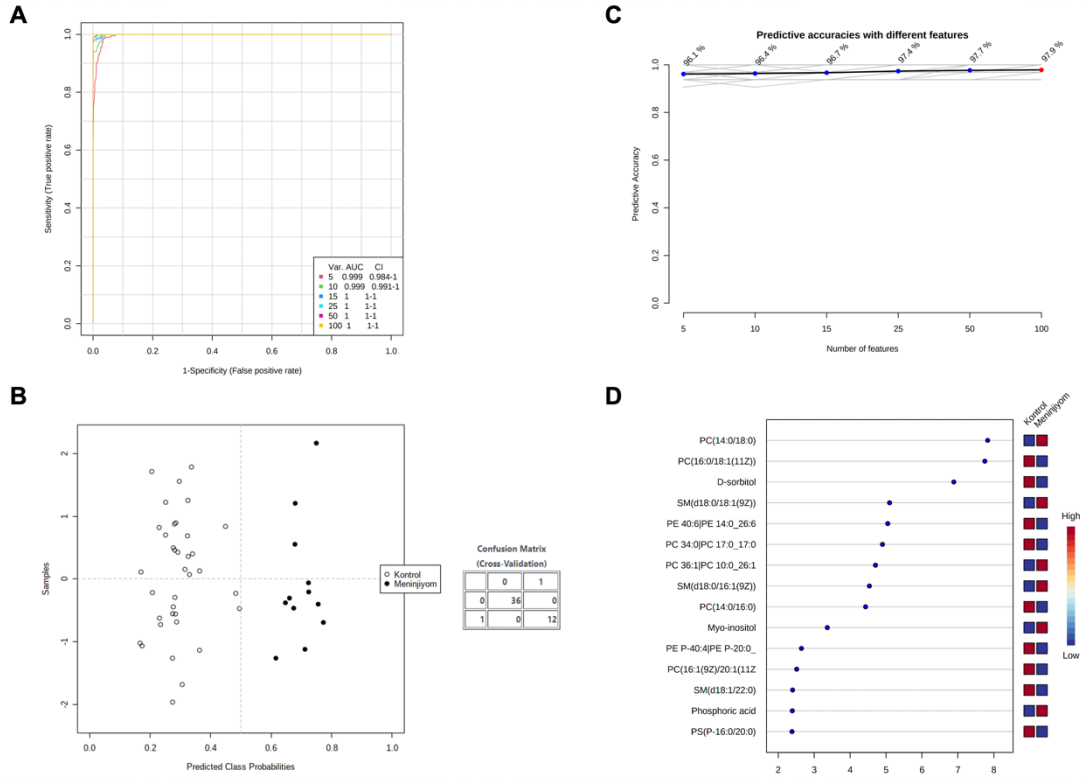 A
Sensitivity (True positive rate)
1.0
0.8
0.6
0.4
0.2
0.0
Var. AUC CI
5 0.999 0.984-1
10 0.999 0.991-1
15 1 1-1
25 1 1-1
50 1 1-1
100 1 1-1
0.0 0.2 0.4 0.6 0.8 1.0
1-Specificity (False positive rate)
B
Samples
2
1
0
-1
-2
Kontrol
Meninjiyom
0.0 0.2 0.4 0.6 0.8 1.0
Predicted Class Probabilities
Confusion Matrix
(Cross-Validation)
0 1
0 36 0
1 0 12
C
Predictive accuracies with different features
96.1 % 96.4 % 96.7 % 97.4 % 97.7 % 97.9 %
Predictive Accuracy
1.0
0.8
0.6
0.4
0.2
0.0
5 10 15 25 50 100
Number of features
D
Kontrol
Meninjiyom
PC(14:0/18:0)
PC(16:0/18:1(11Z))
D-sorbitol
SM(d18:0/18:1(9Z))
PE 40:6|PE 14:0_26:6
PC 34:0|PC 17:0_17:0
PC 36:1|PC 10:0_26:1
SM(d18:0/16:1(9Z))
PC(14:0/16:0)
Myo-inositol
PE P-40:4|PE P-20:0_
PC(16:1(9Z)/20:1(11Z
SM(d18:1/22:0)
Phosphoric acid
PS(P-16:0/20:0)
2 3 4 5 6 7 8
High
Low